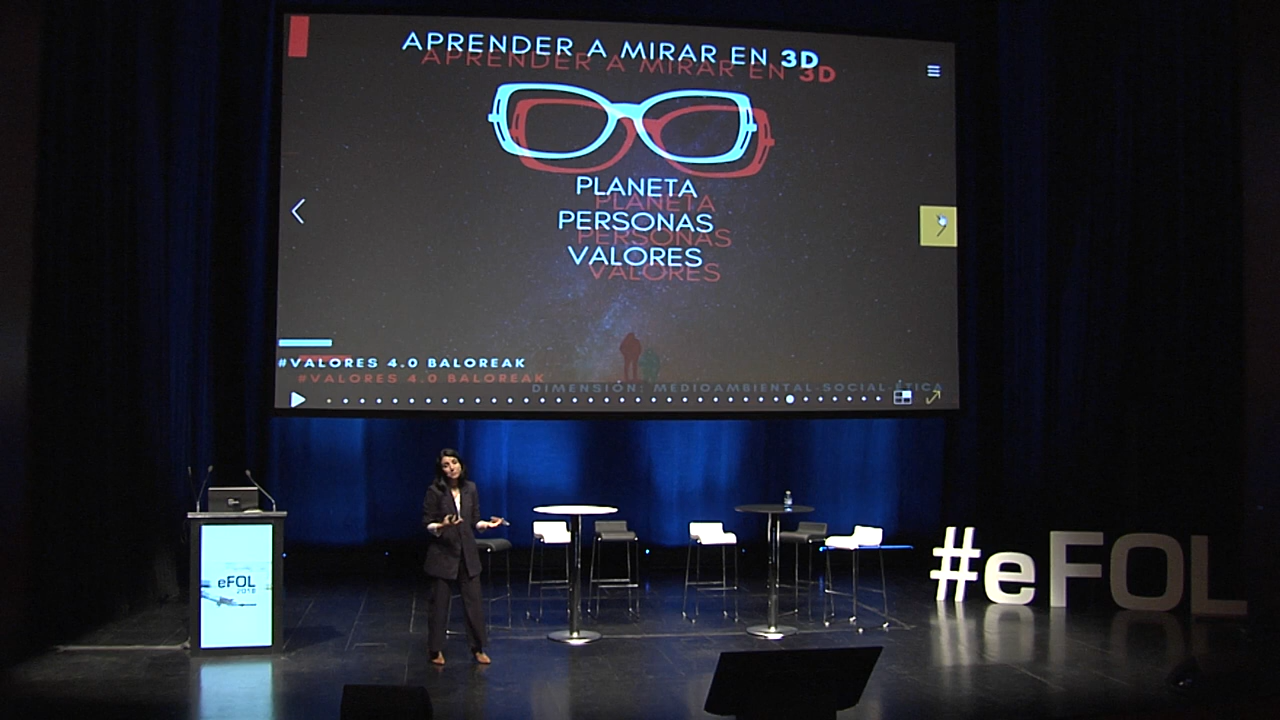 APRENDER A MIRAR EN 3D
APRENDER A MIRAR EN 3D
PLANETA
PLANETA
PERSONAS
PERSONAS
VALORES
VALORES
#VALORES 4.0 BALOREAK
#VALORES 4.0 BALOREAK
DIMENSIÓN: MEDIOAMBIENTAL-SOCIAL-ÉTICA
eFOL
2018
#eFOL